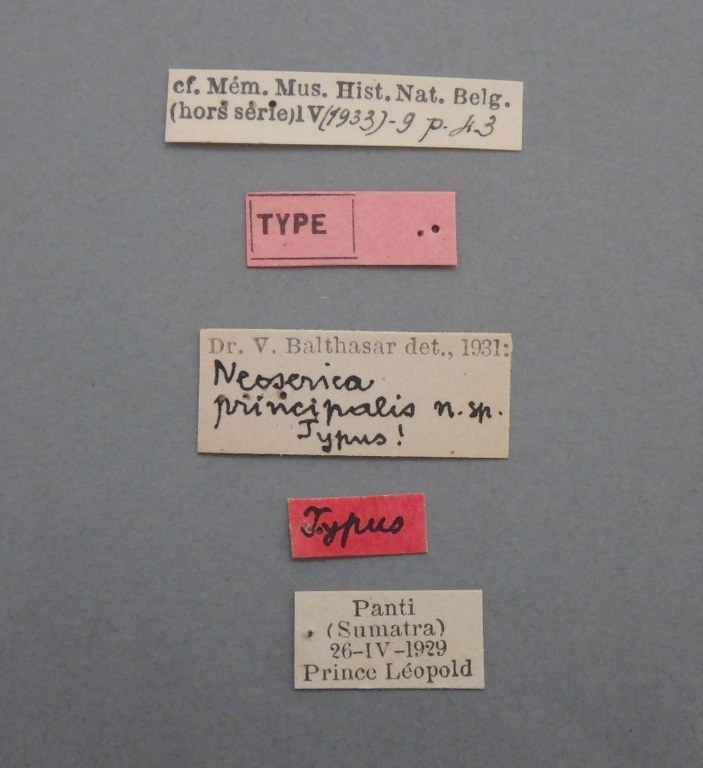 cf. Mém. Mus. Hist. Nat. Belg.
(hors série) IV (1933)-9 p. 43
TYPE
Dr. V. Balthasar det., 1931:
Neoserica
principalis n. sp.
Typus!
Typus
Panti
(Sumatra)
26-IV-1929
Prince Léopold